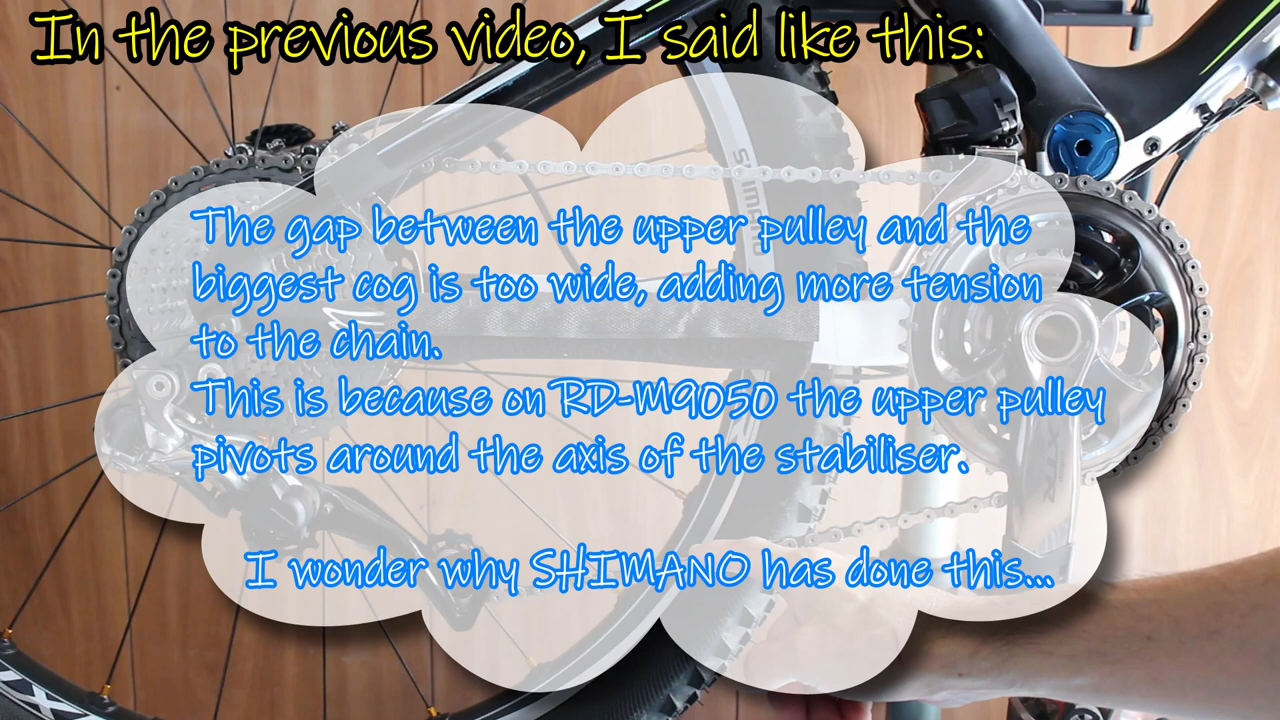 In the previous video, I said like this:
The gap between the upper pulley and the
biggest cog is too wide, adding more tension
to the chain.
This is because on RD-M9050 the upper pulley
pivots around the axis of the stabiliser.
I wonder why SHIMANO has done this...
SHIMANO
XTR